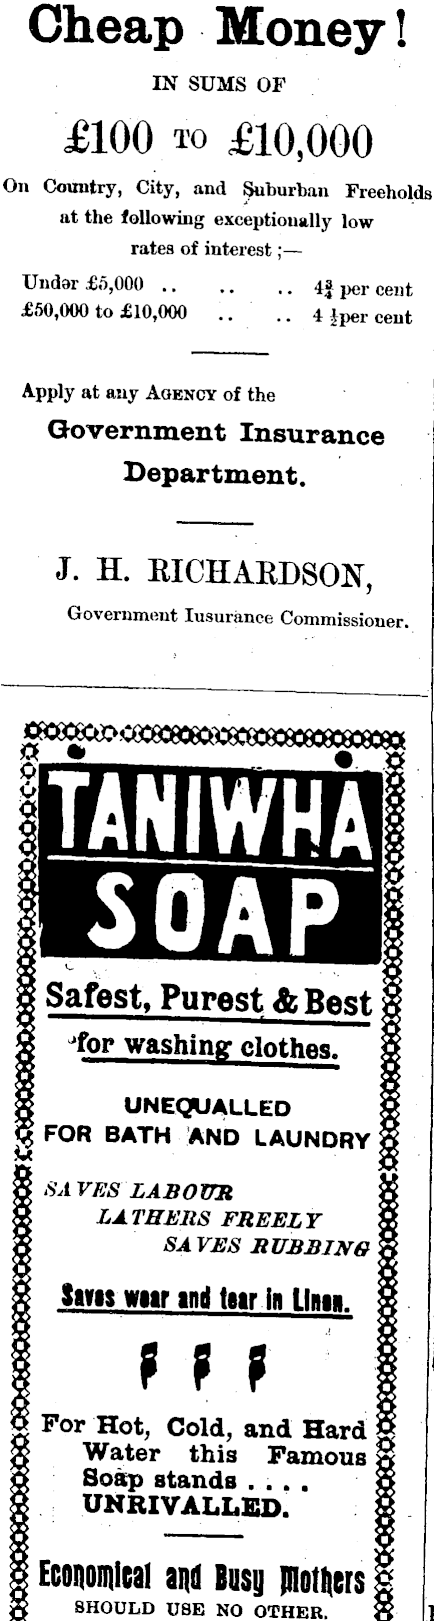 Cheap Money!
IN SUMS OF
£100 TO £10,000
On Country, City, and Suburban Freeholds
at the following exceptionally low
rates of interest ;—
Under £5,000 .. .. .. 4¾ per cent
£50,000 to £10,000 .. .. 4 ½per cent
Apply at any AGENCY of the
Government Insurance
Department.
J. H. RICHARDSON,
Government Iusurance Commissioner.
TANIWHA
SOAP
Safest, Purest & Best
for washing clothes.
UNEQUALLED
FOR BATH AND LAUNDRY
SAVES LABOUR
LATHERS FREELY
SAVES RUBBING
Saves wear and tear in Linen.
For Hot, Cold, and Hard
Water this Famous
Soap stands ....
UNRIVALLED.
Economical and Busy Mothers
SHOULD USE NO OTHER.